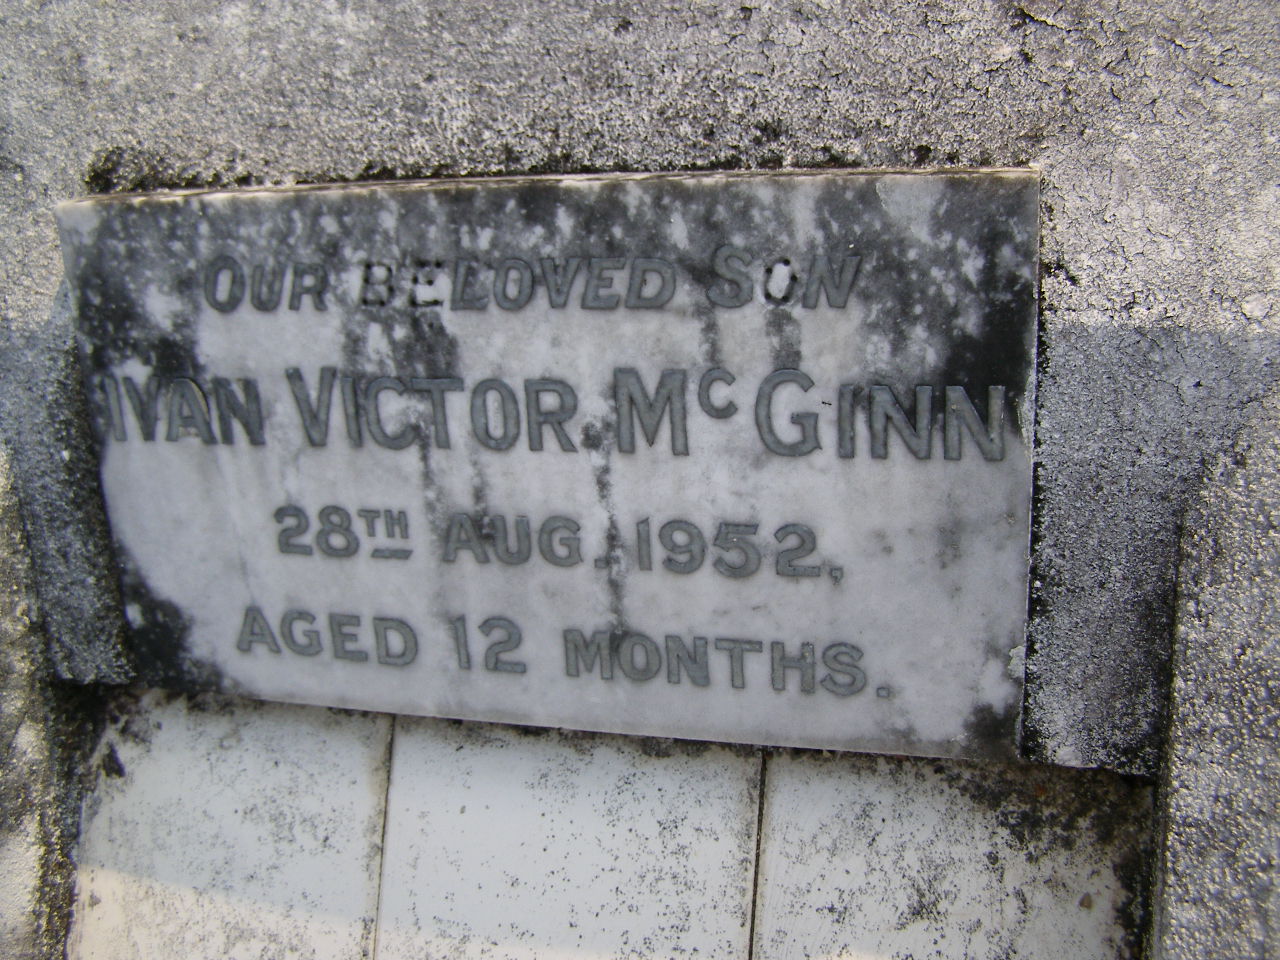 OUR BELOVED SON
IVAN VICTOR McGINN
28TH AUG. 1952,
AGED 12 MONTHS.